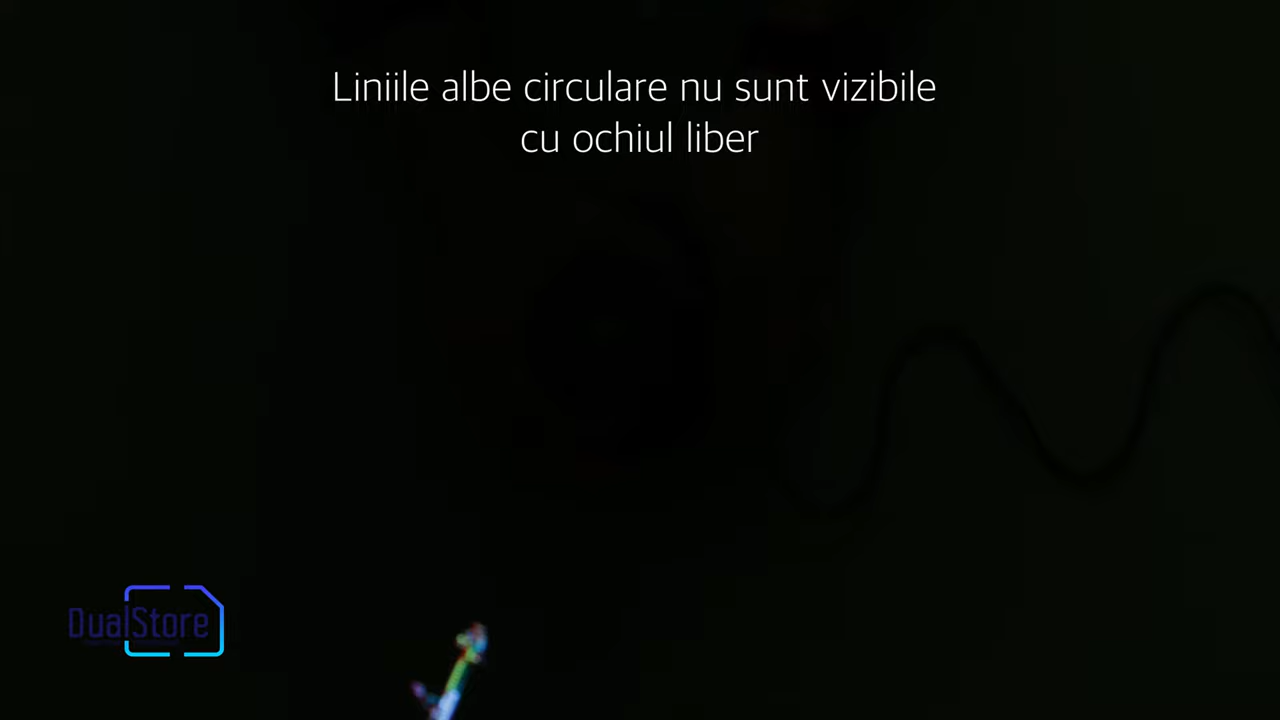 Liniile albe circulare nu sunt vizibile
cu ochiul liber
DualStore